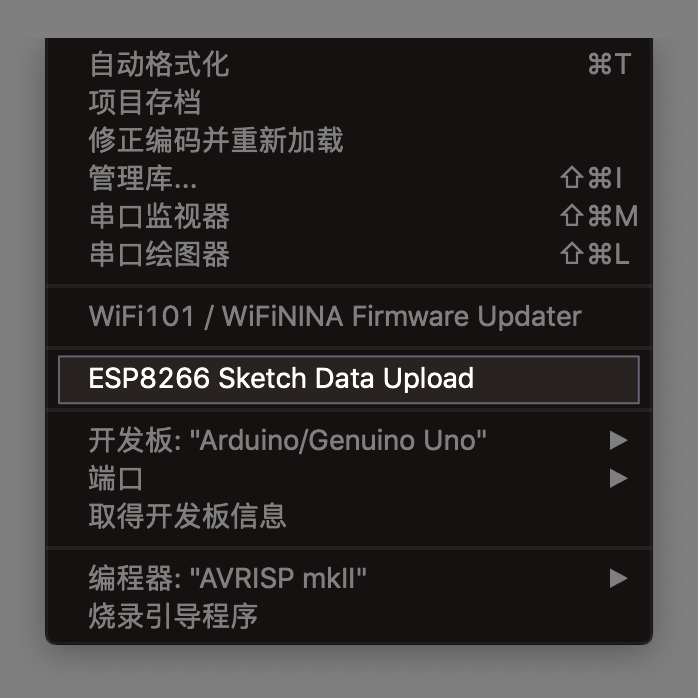 自动格式化 ⌘T
项目存档
修正编码并重新加载
管理库... ⇧⌘I
串口监视器 ⇧⌘M
串口绘图器 ⇧⌘L
WiFi101 / WiFiNINA Firmware Updater
ESP8266 Sketch Data Upload
开发板: "Arduino/Genuino Uno" ▶
端口 ▶
取得开发板信息
编程器: "AVRISP mkII" ▶
烧录引导程序